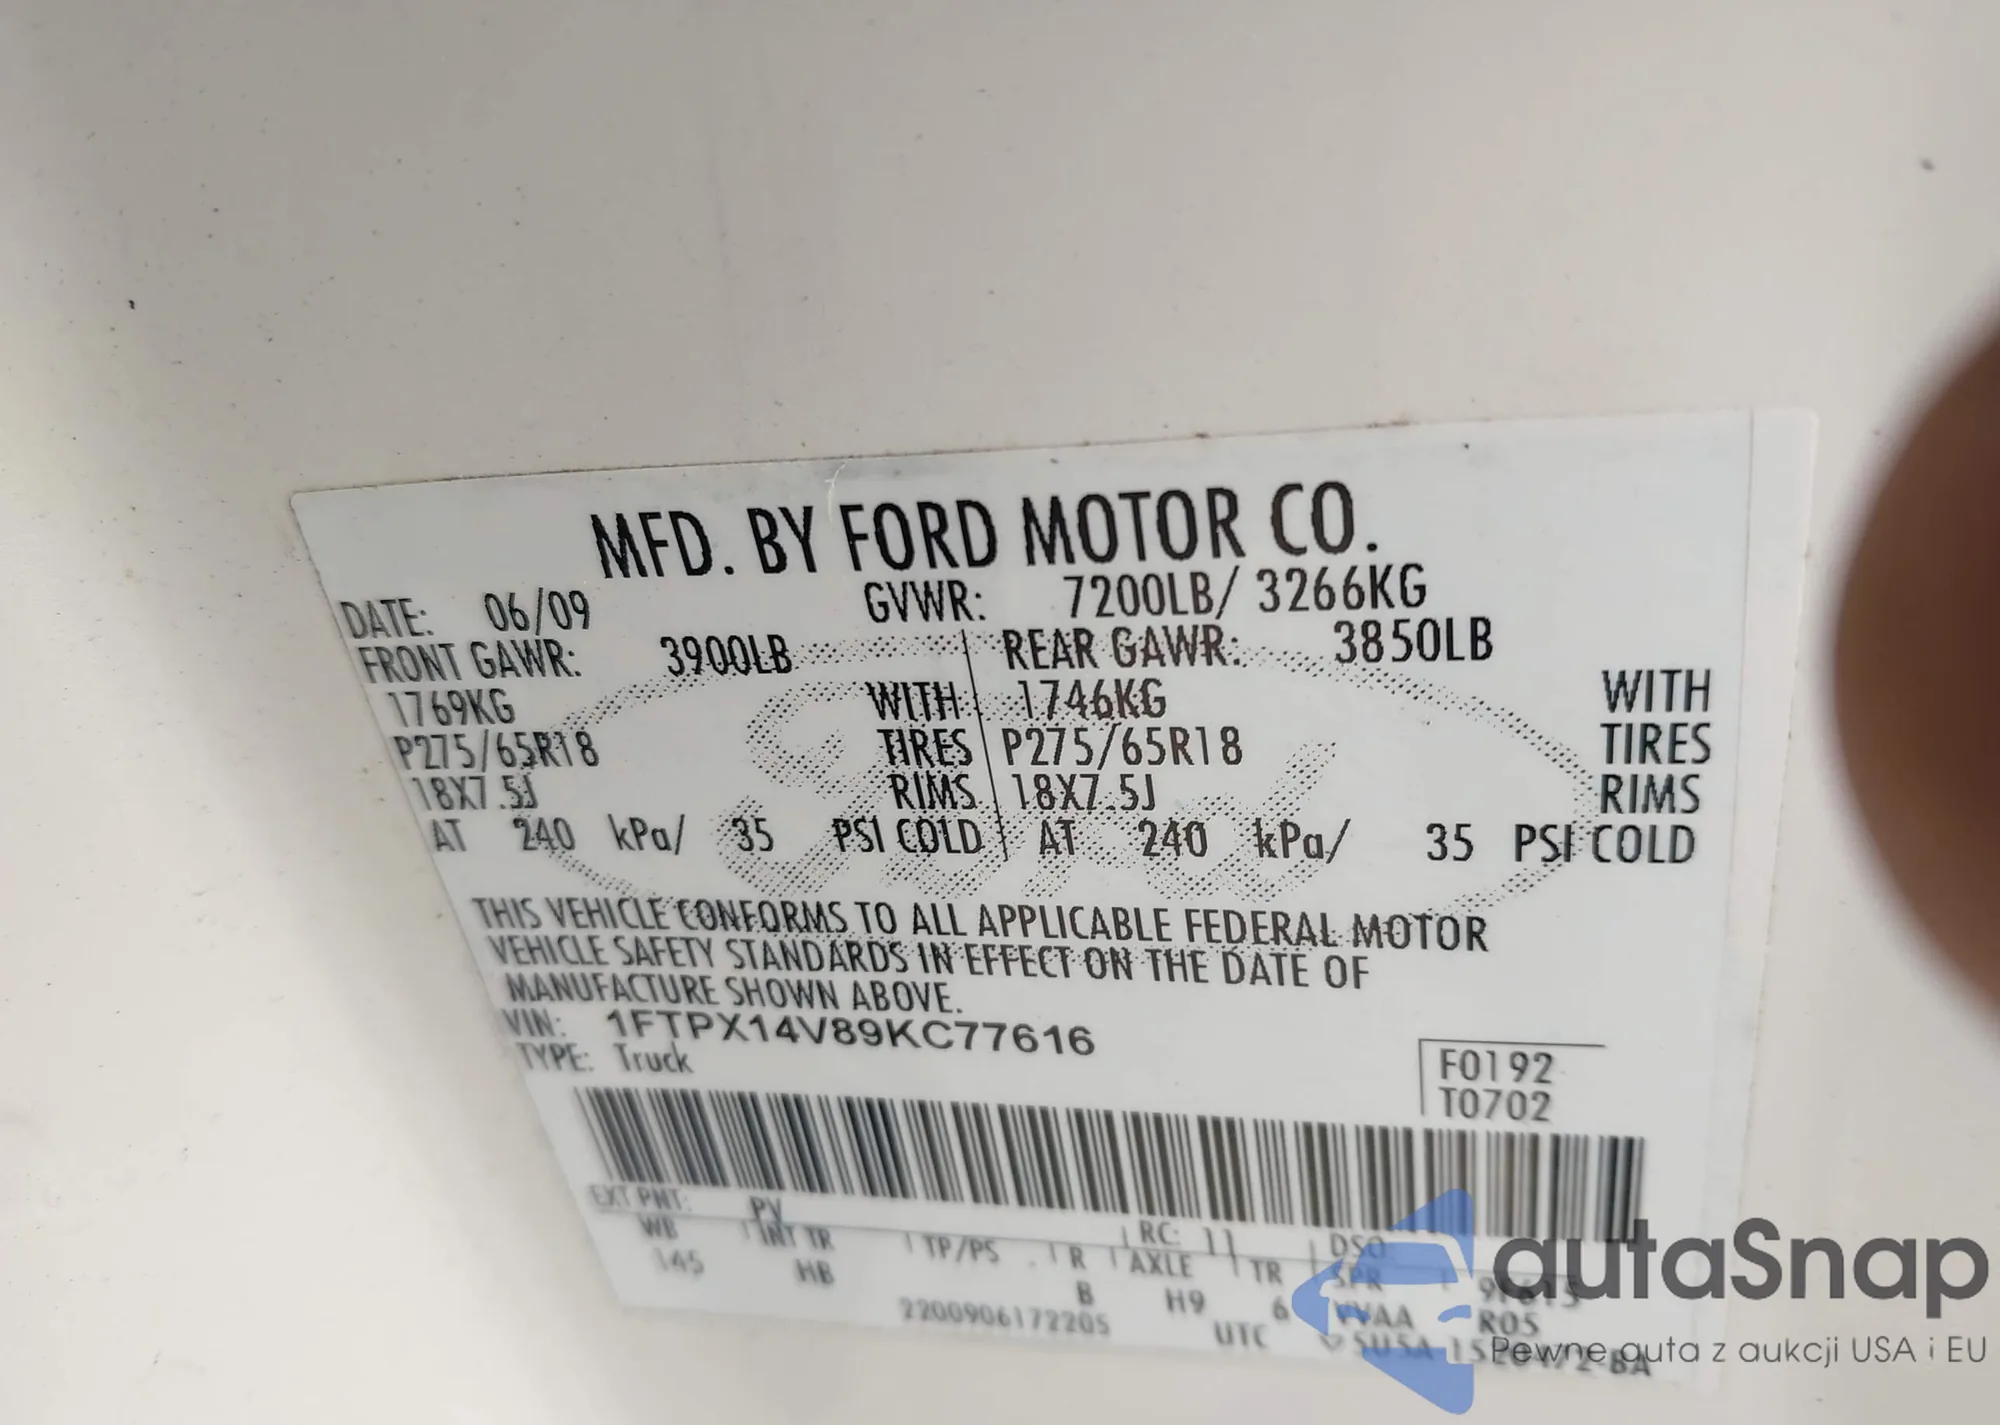 MFD. BY FORD MOTOR CO.
DATE: 06/09 GVWR: 7200LB/ 3266KG
FRONT GAWR: 3900LB REAR GAWR: 3850LB
1769KG WITH 1746KG WITH
P275/65R18 TIRES P275/65R18 TIRES
18X7.5J RIMS 18X7.5J RIMS
AT 240 kPa/ 35 PSI COLD AT 240 kPa/ 35 PSI COLD
THIS VEHICLE CONFORMS TO ALL APPLICABLE FEDERAL MOTOR
VEHICLE SAFETY STANDARDS IN EFFECT ON THE DATE OF
MANUFACTURE SHOWN ABOVE.
VIN: 1FTPX14V89KC77616
TYPE: Truck
F0192
T0702
EXT PNT: PV RC: 11 DSO:
WB INT TR TP/PS R AXLE TR SPR
145 HB B H9 6 VVAA R05
2200906172205 UTC
autaSnap
Pewne auta z aukcji USA i EU